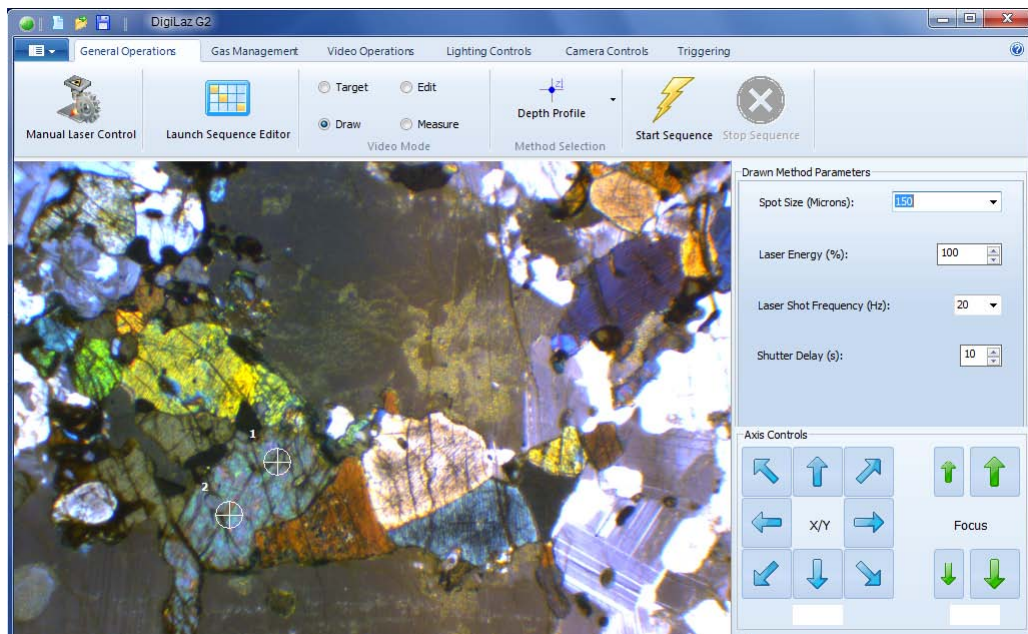 DigiLaz G2
General Operations Gas Management Video Operations Lighting Controls Camera Controls Triggering
Manual Laser Control
Launch Sequence Editor
Target Edit
Draw Measure
Video Mode
Depth Profile
Method Selection
Start Sequence Stop Sequence
Drawn Method Parameters
Spot Size (Microns): 150
Laser Energy (%): 100
Laser Shot Frequency (Hz): 20
Shutter Delay (s): 10
1
2
Axis Controls
X/Y
Focus